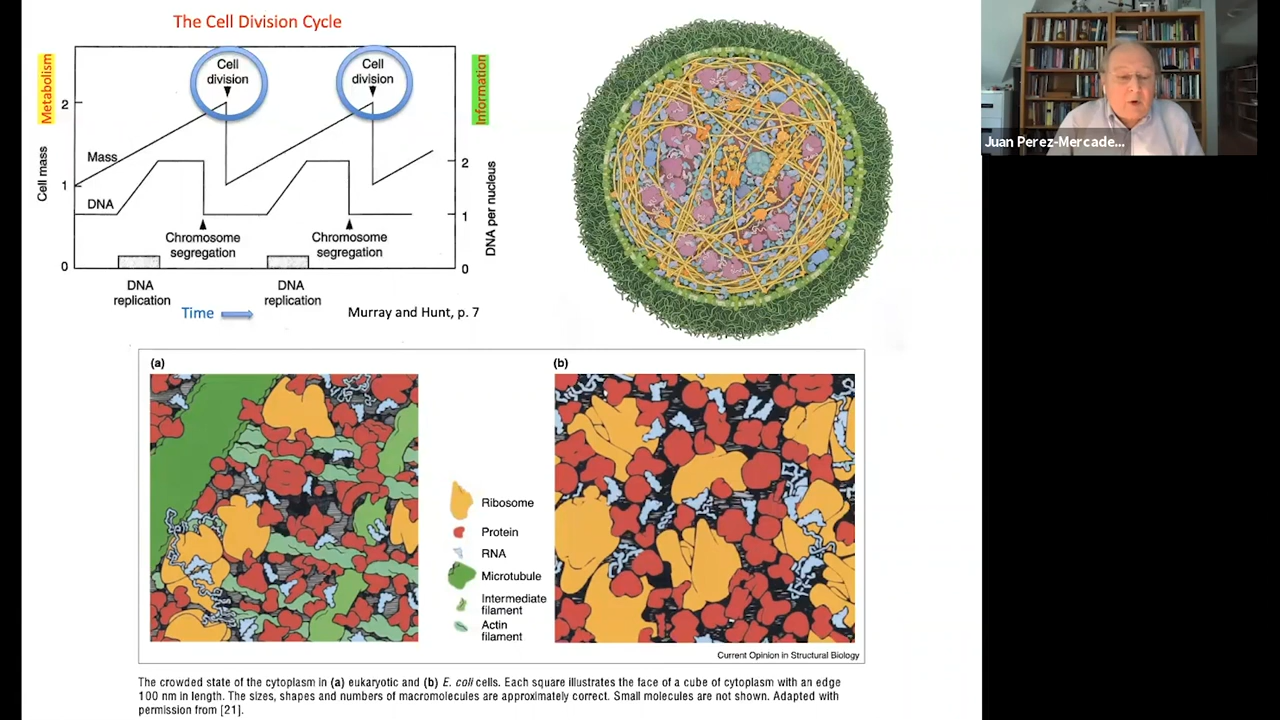 The Cell Division Cycle
Metabolism
Information
Cell mass
2
1
0
Mass
DNA
Cell
division
Cell
division
Chromosome
segregation
Chromosome
segregation
2
1
0
DNA per nucleus
DNA
replication
DNA
replication
Time
Murray and Hunt, p. 7
Juan Perez-Mercade...
(a)
(b)
Ribosome
Protein
RNA
Microtubule
Intermediate
filament
Actin
filament
Current Opinion in Structural Biology
The crowded state of the cytoplasm in (a) eukaryotic and (b) E. coli cells. Each square illustrates the face of a cube of cytoplasm with an edge
100 nm in length. The sizes, shapes and numbers of macromolecules are approximately correct. Small molecules are not shown. Adapted with
permission from [21].